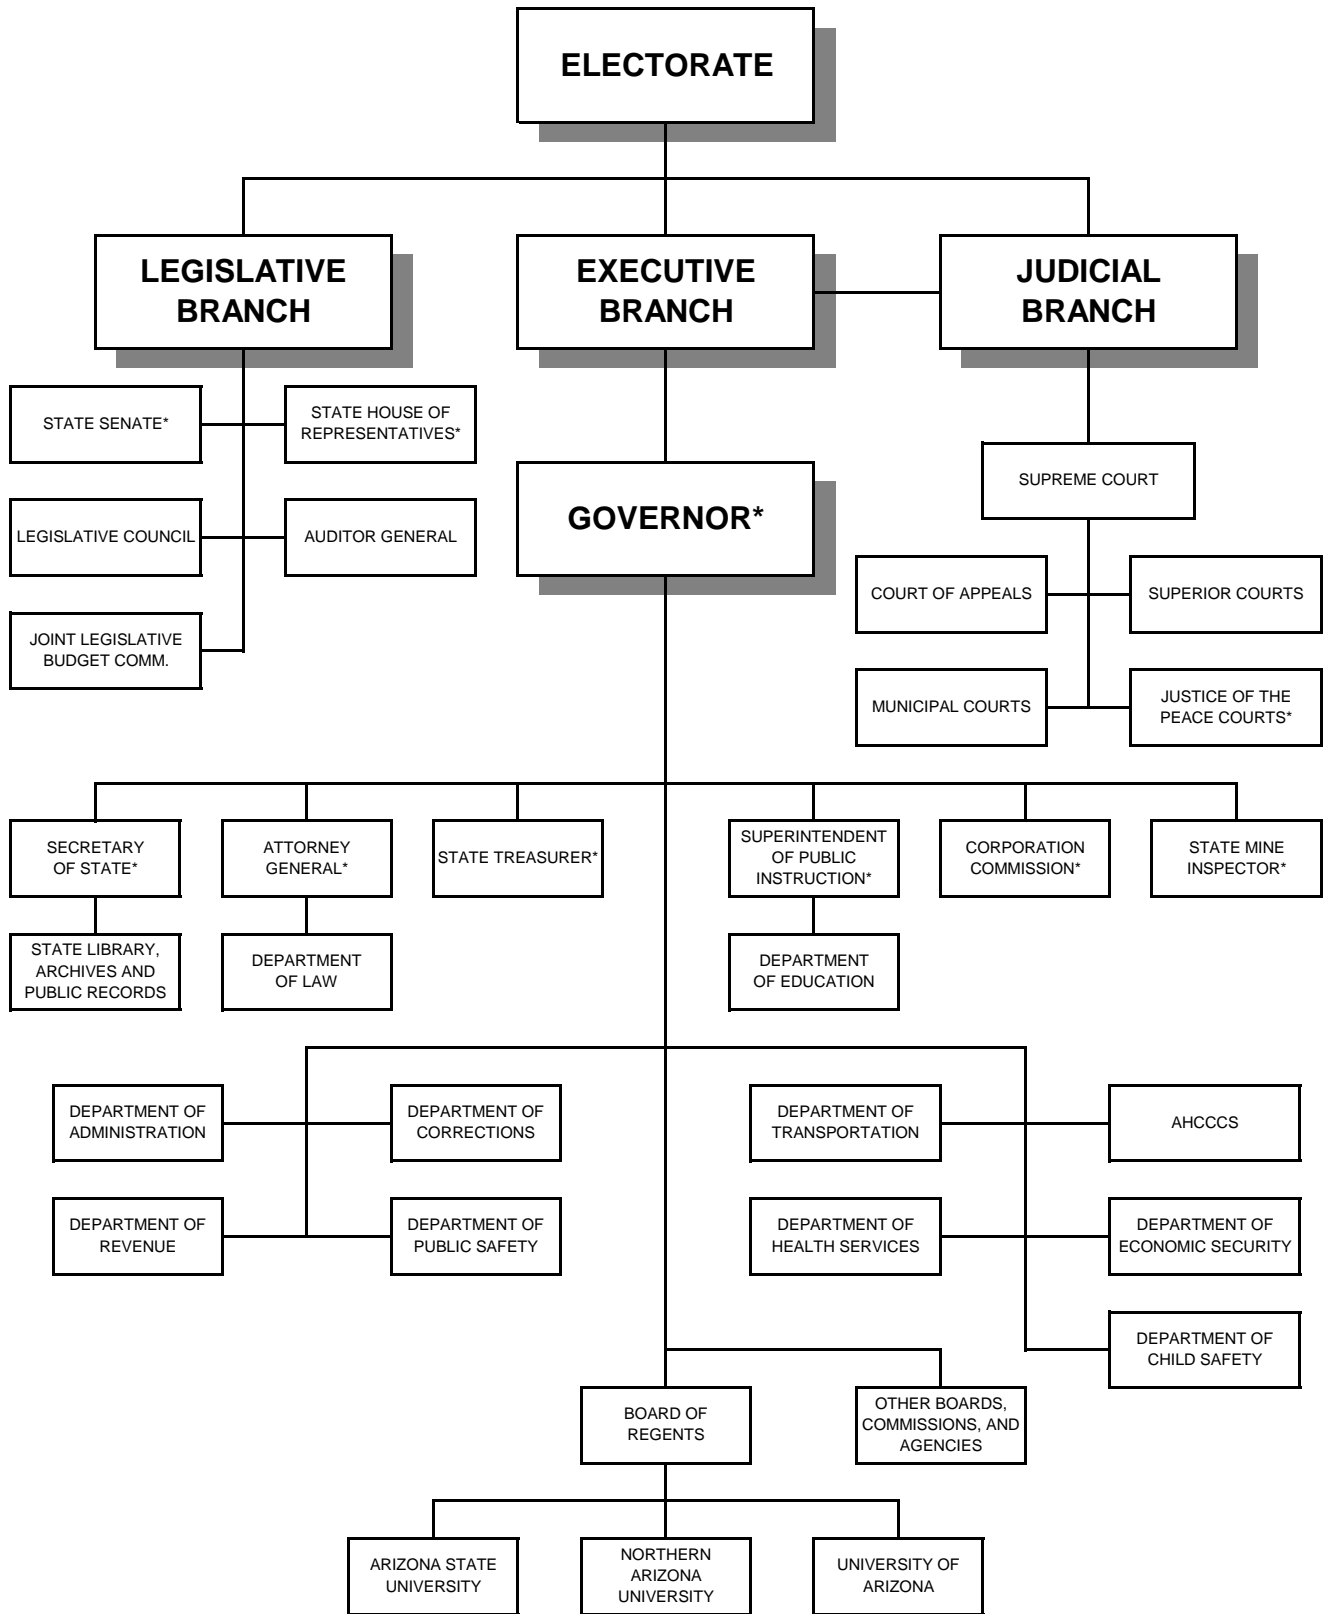 ELECTORATE
LEGISLATIVE
BRANCH
EXECUTIVE
BRANCH
JUDICIAL
BRANCH
STATE SENATE*
STATE HOUSE OF
REPRESENTATIVES*
LEGISLATIVE COUNCIL
AUDITOR GENERAL
JOINT LEGISLATIVE
BUDGET COMM.
GOVERNOR*
SUPREME COURT
COURT OF APPEALS
SUPERIOR COURTS
MUNICIPAL COURTS
JUSTICE OF THE
PEACE COURTS*
SECRETARY
OF STATE*
ATTORNEY
GENERAL*
STATE TREASURER*
SUPERINTENDENT
OF PUBLIC
INSTRUCTION*
CORPORATION
COMMISSION*
STATE MINE
INSPECTOR*
STATE LIBRARY,
ARCHIVES AND
PUBLIC RECORDS
DEPARTMENT
OF LAW
DEPARTMENT
OF EDUCATION
DEPARTMENT OF
ADMINISTRATION
DEPARTMENT OF
CORRECTIONS
DEPARTMENT OF
TRANSPORTATION
AHCCCS
DEPARTMENT OF
REVENUE
DEPARTMENT OF
PUBLIC SAFETY
DEPARTMENT OF
HEALTH SERVICES
DEPARTMENT OF
ECONOMIC SECURITY
DEPARTMENT OF
CHILD SAFETY
BOARD OF
REGENTS
OTHER BOARDS,
COMMISSIONS, AND
AGENCIES
ARIZONA STATE
UNIVERSITY
NORTHERN
ARIZONA
UNIVERSITY
UNIVERSITY OF
ARIZONA